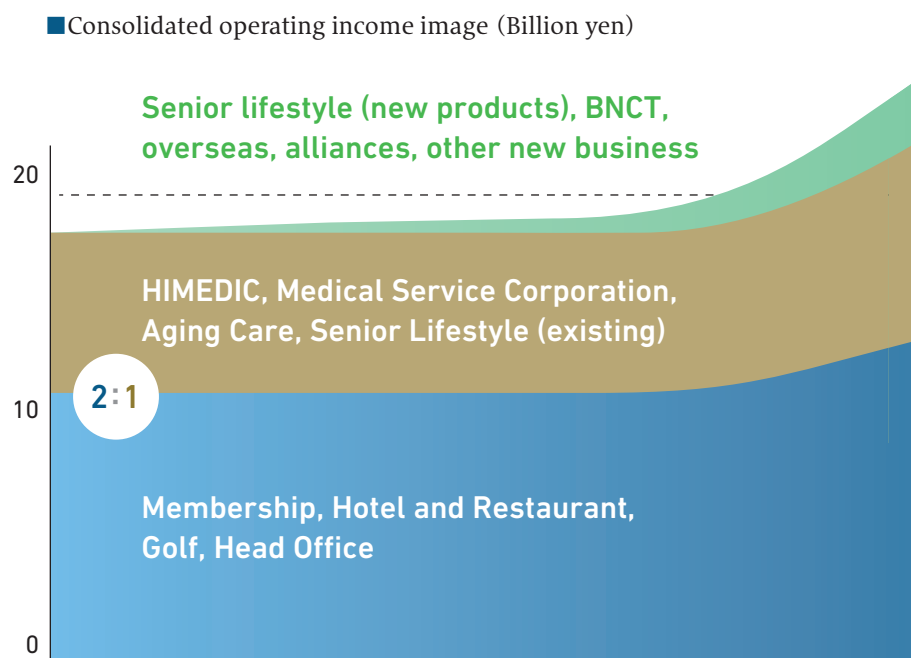 ■Consolidated operating income image (Billion yen)
Senior lifestyle (new products), BNCT,
overseas, alliances, other new business
20
HIMEDIC, Medical Service Corporation,
Aging Care, Senior Lifestyle (existing)
2:1
10
Membership, Hotel and Restaurant,
Golf, Head Office
0